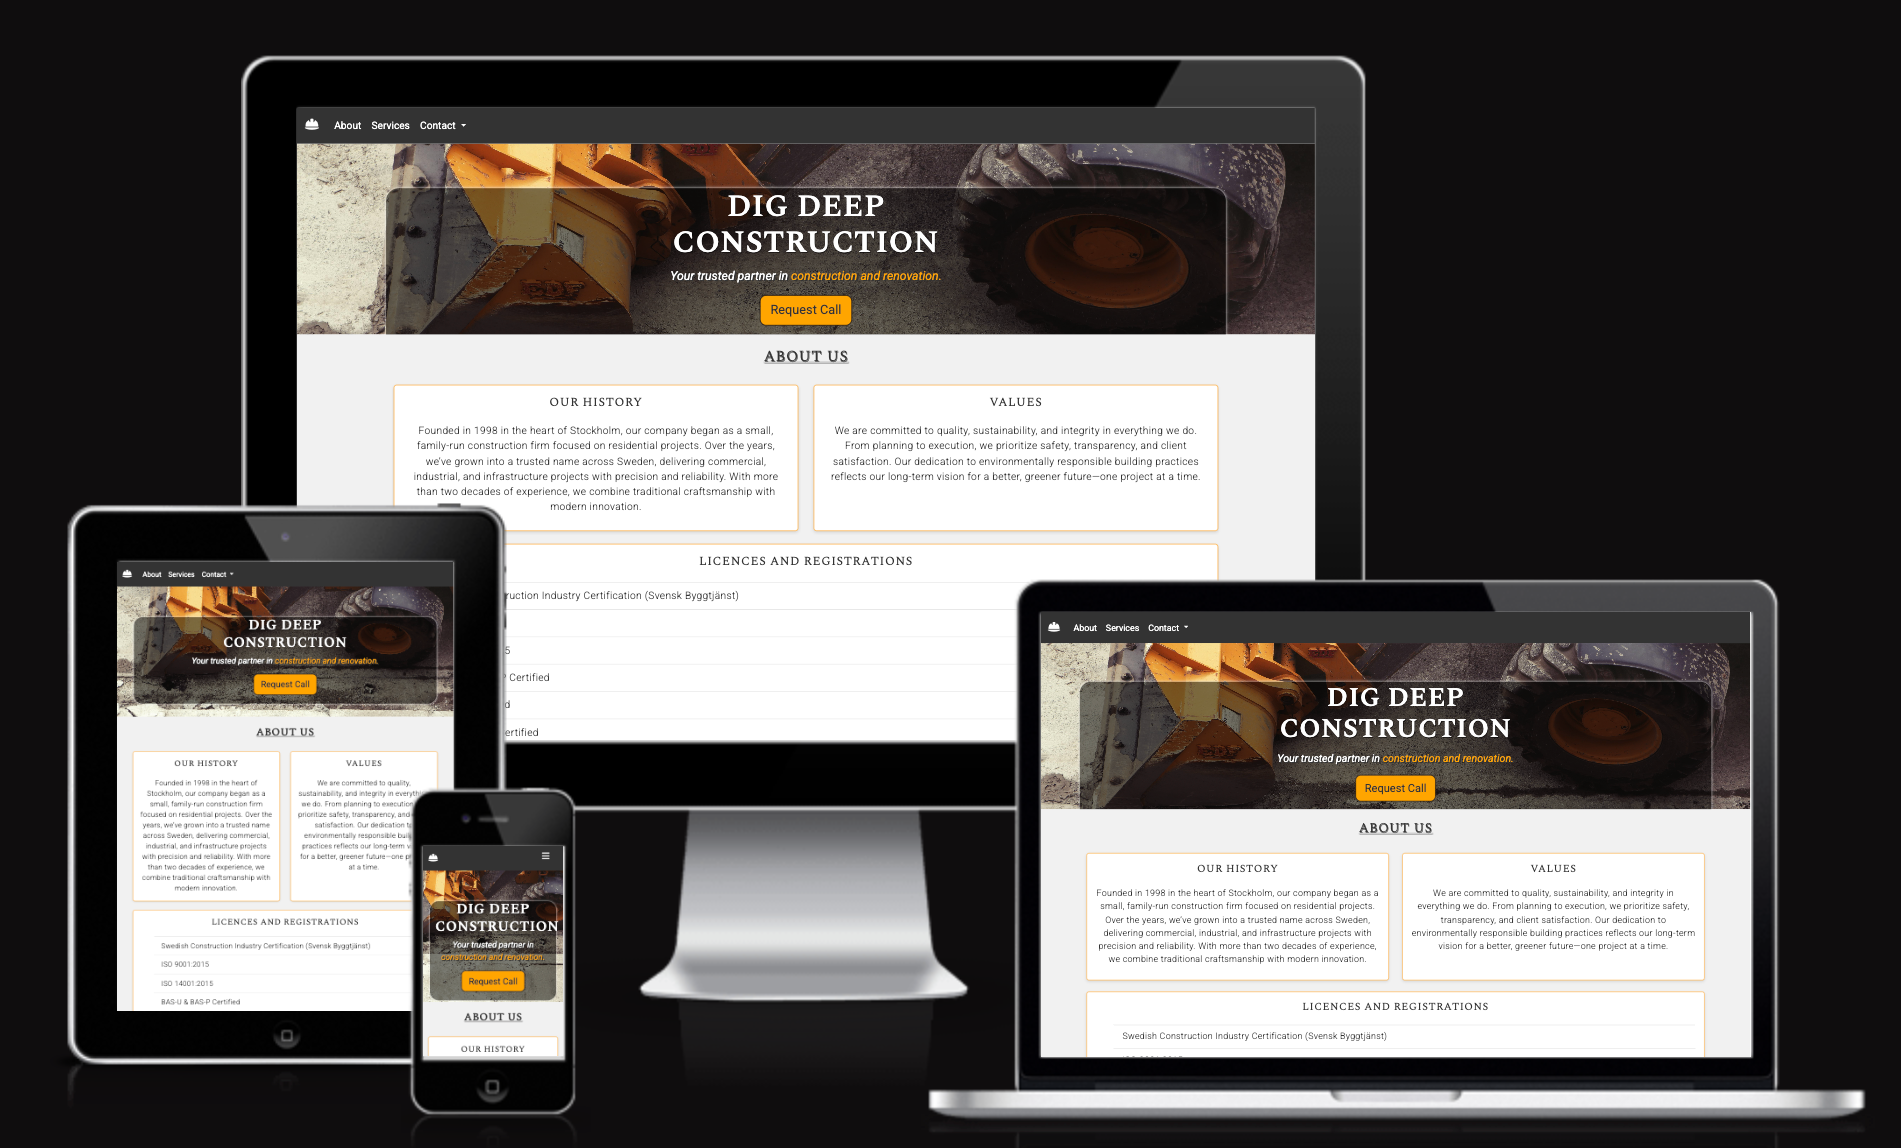 About Services Contact
DIG DEEP
CONSTRUCTION
Your trusted partner in construction and renovation.
Request Call
ABOUT US
OUR HISTORY
Founded in 1998 in the heart of Stockholm, our company began as a small,
family-run construction firm focused on residential projects. Over the years,
we've grown into a trusted name across Sweden, delivering commercial,
industrial, and infrastructure projects with precision and reliability. With more
than two decades of experience, we combine traditional craftsmanship with
modern innovation.
VALUES
We are committed to quality, sustainability, and integrity in everything we do.
From planning to execution, we prioritize safety, transparency, and client
satisfaction. Our dedication to environmentally responsible building practices
reflects our long-term vision for a better, greener future—one project at a time.
LICENCES AND REGISTRATIONS
ruction Industry Certification (Svensk Byggtjänst)
5
Certified
d
ertified
About Services Contact
DIG DEEP
CONSTRUCTION
Your trusted partner in construction and renovation.
Request Call
ABOUT US
OUR HISTORY
Founded in 1998 in the heart of
Stockholm, our company began as a
small, family-run construction firm
focused on residential projects. Over the
years, we've grown into a trusted name
across Sweden, delivering commercial,
industrial, and infrastructure projects
with precision and reliability. With more
than two decades of experience, we
combine traditional craftsmanship with
modern innovation.
VALUES
We are committed to quality,
sustainability, and integrity in everyth
we do. From planning to execution
prioritize safety, transparency, and
satisfaction. Our dedication t
environmentally responsible buil
practices reflects our long-term v
for a better, greener future—one p
at a time.
LICENCES AND REGISTRATIONS
Swedish Construction Industry Certification (Svensk Byggtjänst)
ISO 9001:2015
ISO 14001:2015
BAS-U & BAS-P Certified
DIG DEEP
CONSTRUCTION
Your trusted partner in
construction and renovation.
Request Call
ABOUT US
OUR HISTORY
About Services Contact
DIG DEEP
CONSTRUCTION
Your trusted partner in construction and renovation.
Request Call
ABOUT US
OUR HISTORY
Founded in 1998 in the heart of Stockholm, our company began as a
small, family-run construction firm focused on residential projects.
Over the years, we've grown into a trusted name across Sweden,
delivering commercial, industrial, and infrastructure projects with
precision and reliability. With more than two decades of experience,
we combine traditional craftsmanship with modern innovation.
VALUES
We are committed to quality, sustainability, and integrity in
everything we do. From planning to execution, we prioritize safety,
transparency, and client satisfaction. Our dedication to
environmentally responsible building practices reflects our long-term
vision for a better, greener future—one project at a time.
LICENCES AND REGISTRATIONS
Swedish Construction Industry Certification (Svensk Byggtjänst)